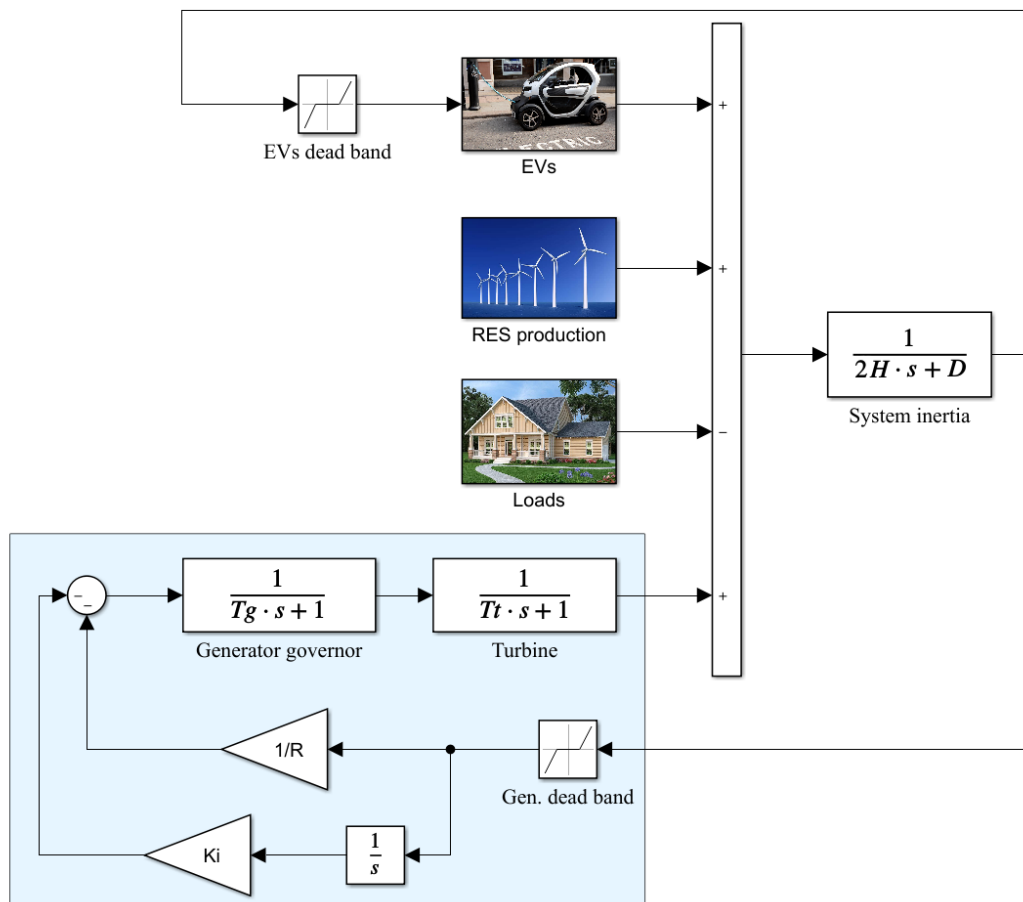 EVs dead band
ELECTRIC
EVs
+
RES production
+
1
2H · s + D
System inertia
Loads
−
1
Tg · s + 1
Generator governor
1
Tt · s + 1
Turbine
+
−
−
1/R
Gen. dead band
Ki
1
s